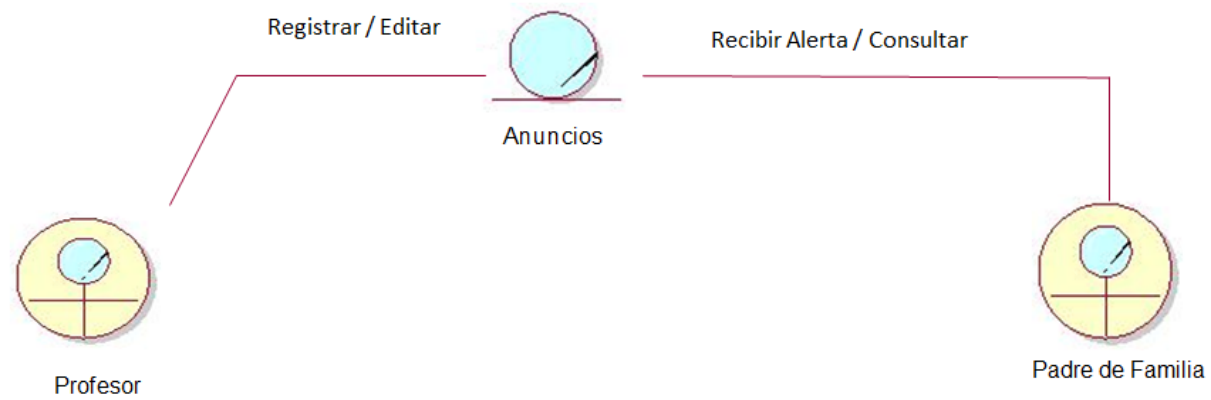 Registrar / Editar
Recibir Alerta / Consultar
Anuncios
Profesor
Padre de Familia